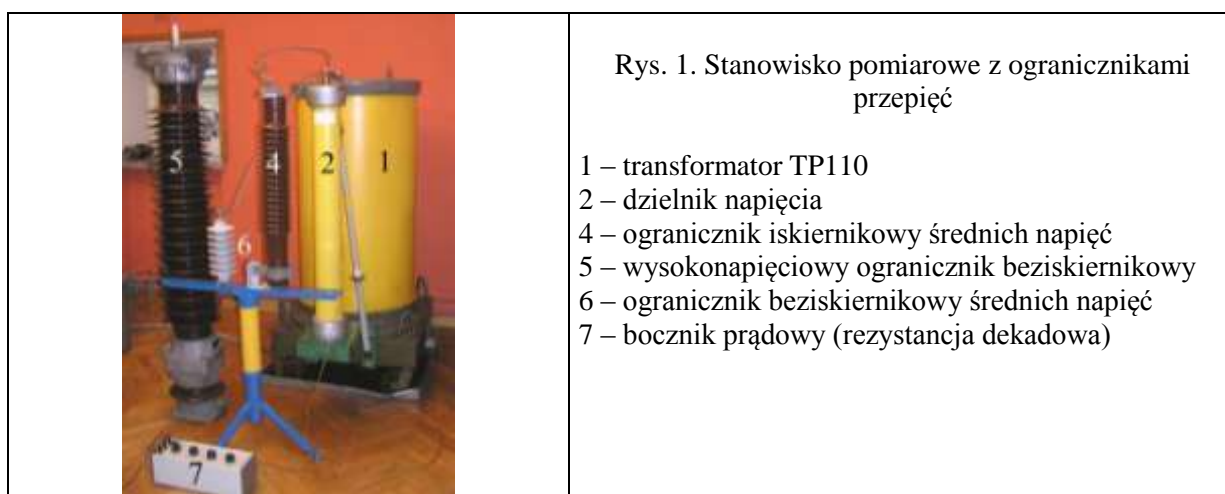 5
4
2
1
6
7
Rys. 1. Stanowisko pomiarowe z ogranicznikami
przepięć
1 – transformator TP110
2 – dzielnik napięcia
4 – ogranicznik iskiernikowy średnich napięć
5 – wysokonapięciowy ogranicznik beziskiernikowy
6 – ogranicznik beziskiernikowy średnich napięć
7 – bocznik prądowy (rezystancja dekadowa)